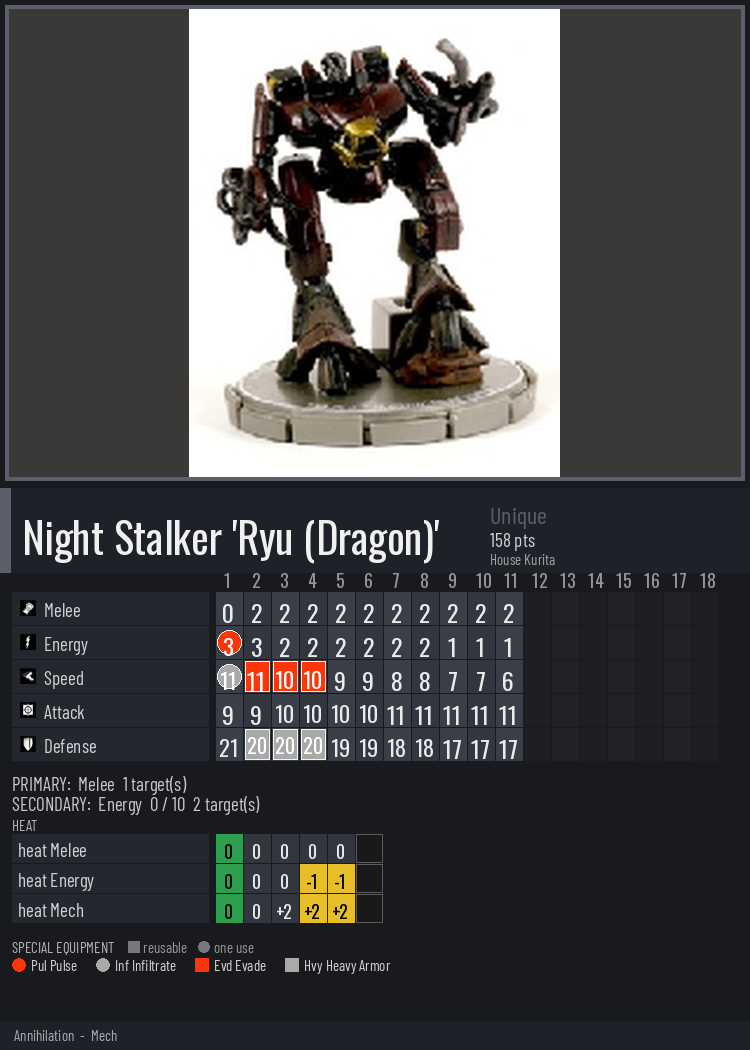 Night Stalker 'Ryu (Dragon)'
Unique
158 pts
House Kurita
1 2 3 4 5 6 7 8 9 10 11 12 13 14 15 16 17 18
Melee 0 2 2 2 2 2 2 2 2 2 2
Energy 3 3 2 2 2 2 2 2 1 1 1
Speed 11 11 10 10 9 9 8 8 7 7 6
Attack 9 9 10 10 10 10 11 11 11 11 11
Defense 21 20 20 20 19 19 18 18 17 17 17
PRIMARY: Melee 1 target(s)
SECONDARY: Energy 0 / 10 2 target(s)
HEAT
heat Melee 0 0 0 0 0
heat Energy 0 0 0 -1 -1
heat Mech 0 0 +2 +2 +2
SPECIAL EQUIPMENT reusable one use
Pul Pulse Inf Infiltrate Evd Evade Hvy Heavy Armor
Annihilation - Mech